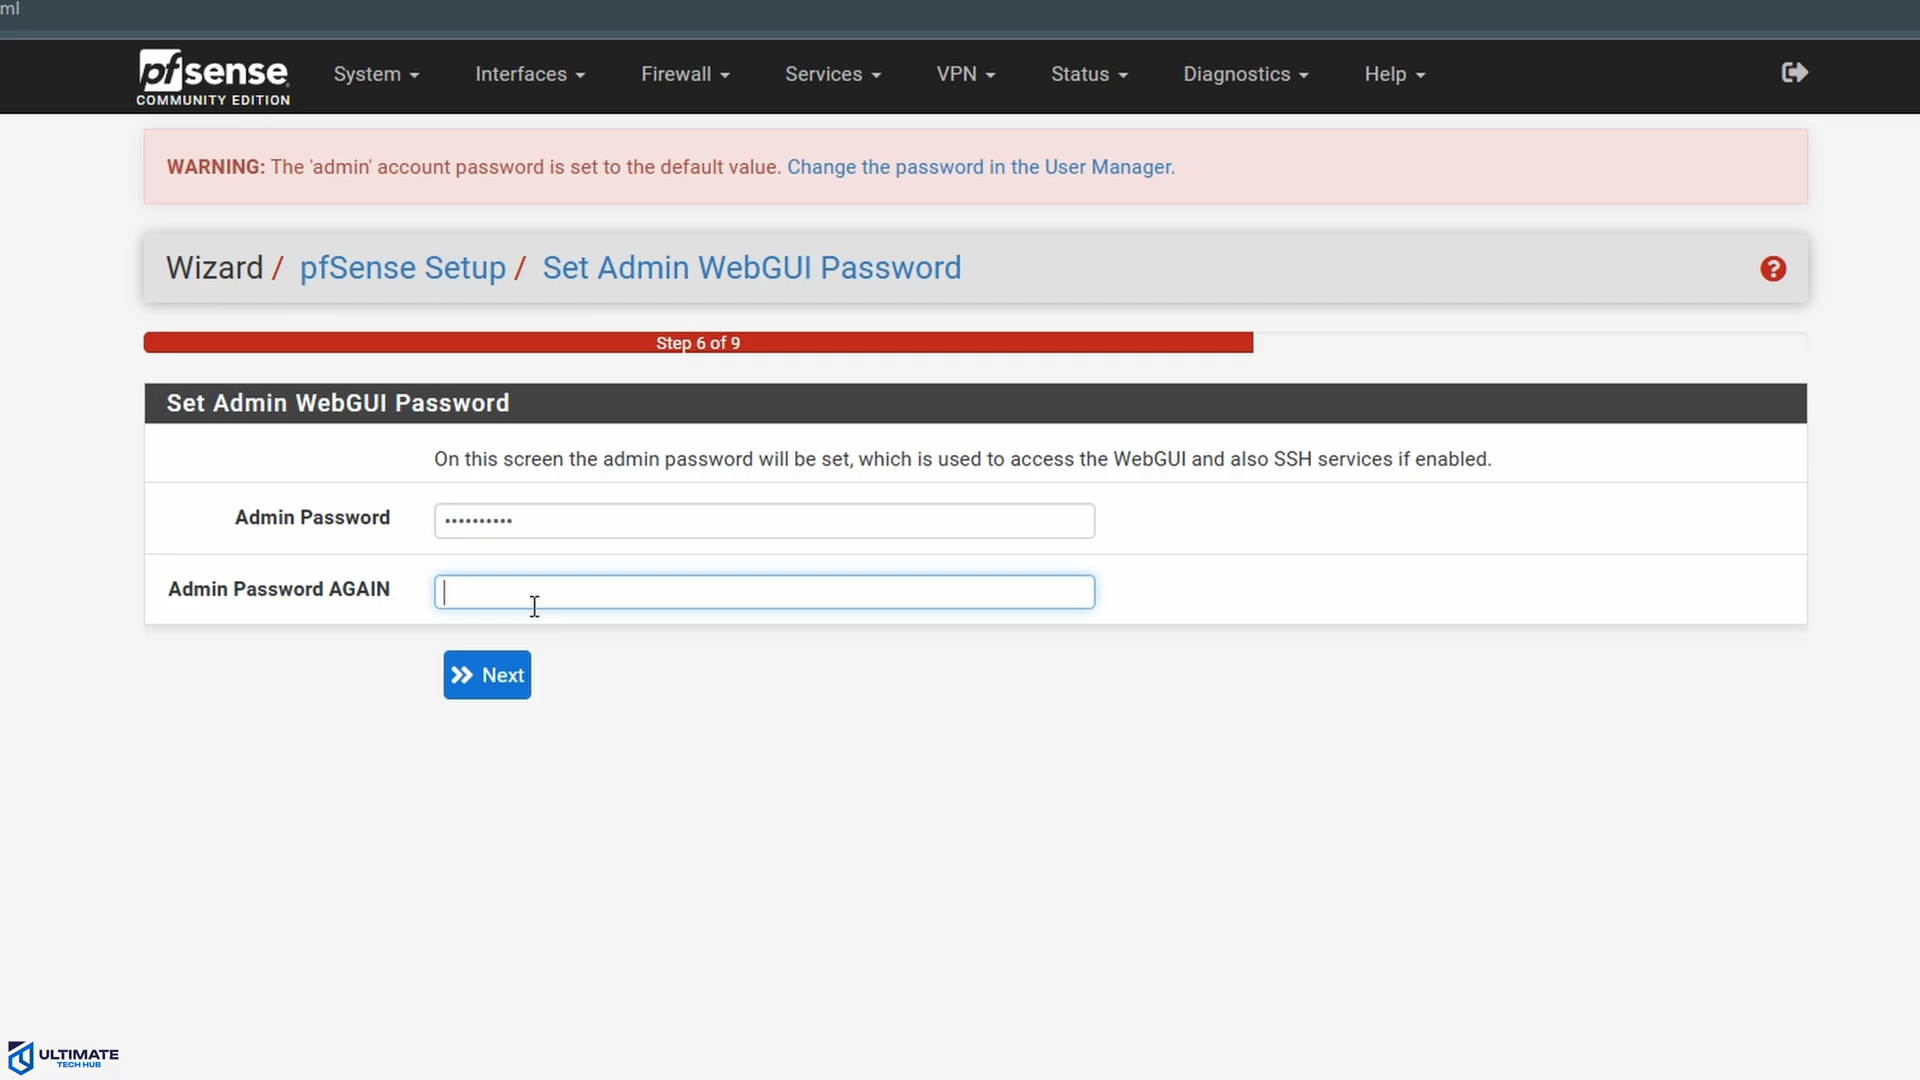 ml
pfsense
COMMUNITY EDITION
System
Interfaces
Firewall
Services
VPN
Status
Diagnostics
Help
WARNING: The 'admin' account password is set to the default value. Change the password in the User Manager.
Wizard / pfSense Setup / Set Admin WebGUI Password
Step 6 of 9
Set Admin WebGUI Password
On this screen the admin password will be set, which is used to access the WebGUI and also SSH services if enabled.
Admin Password
••••••••••
Admin Password AGAIN
Next
ULTIMATE
TECH HUB